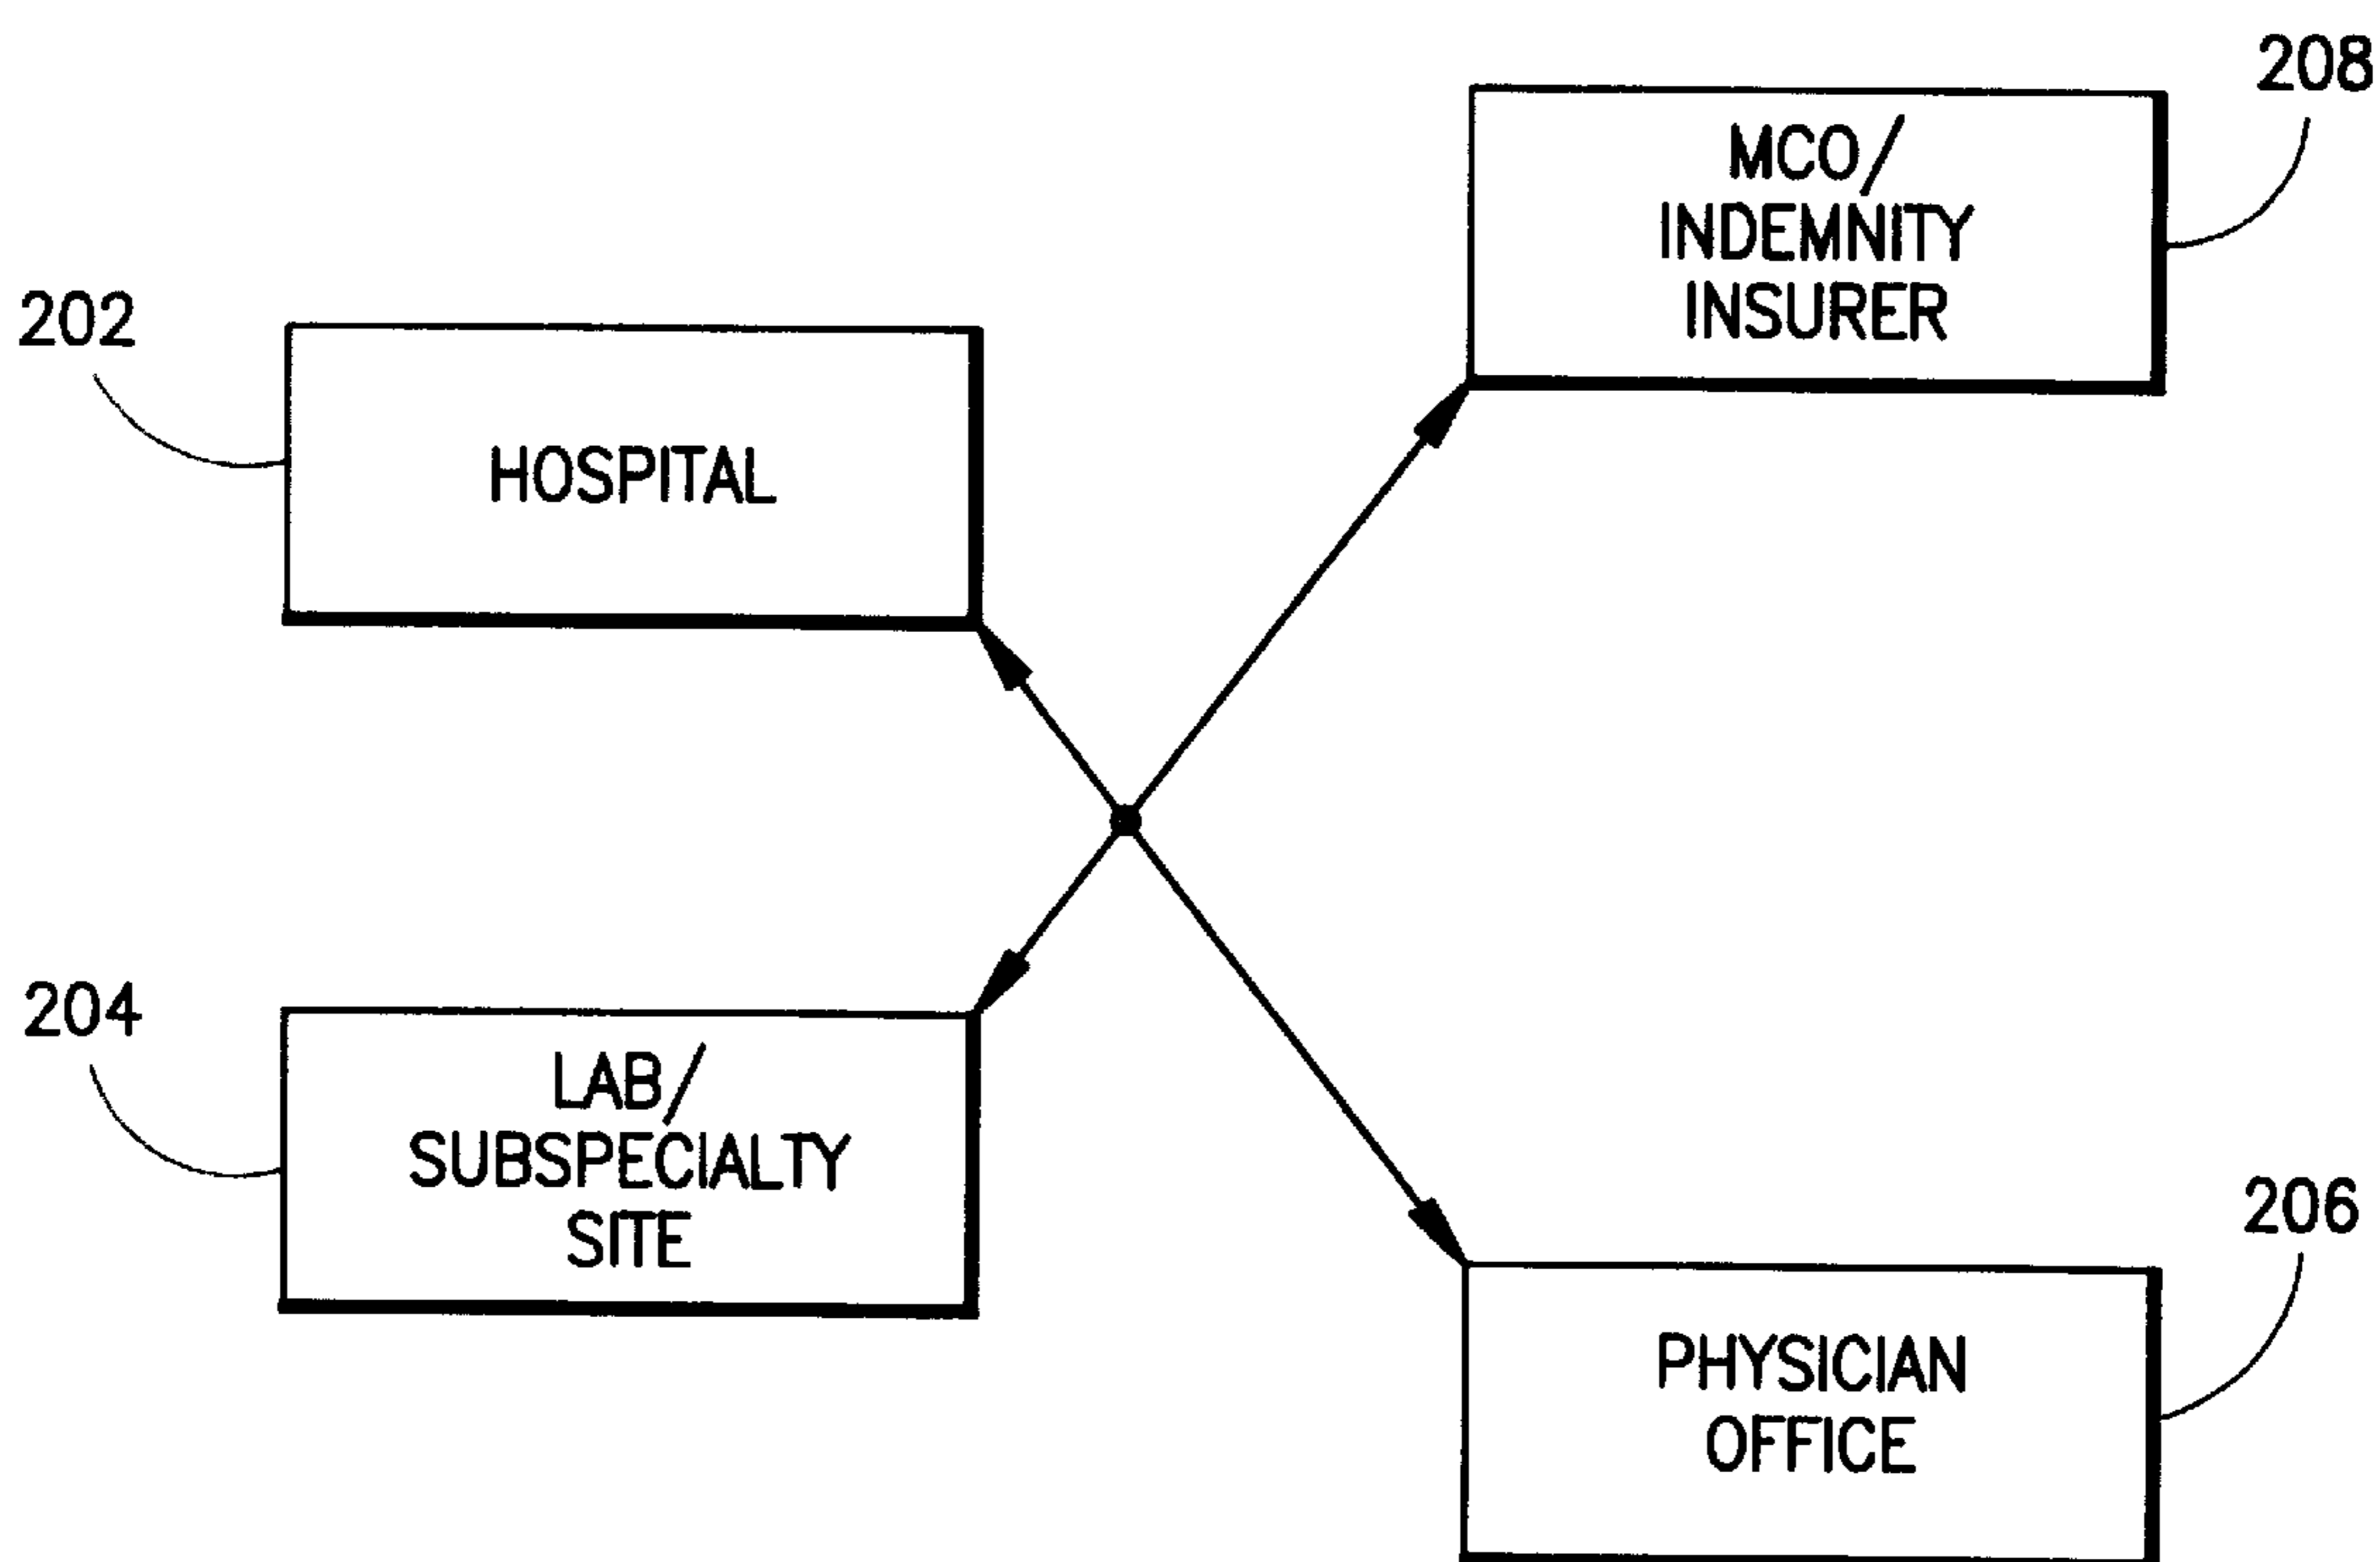 208
MCO/
INDEMNITY
INSURER
202
HOSPITAL
204
LAB/
SUBSPECIALTY
SITE
206
PHYSICIAN
OFFICE